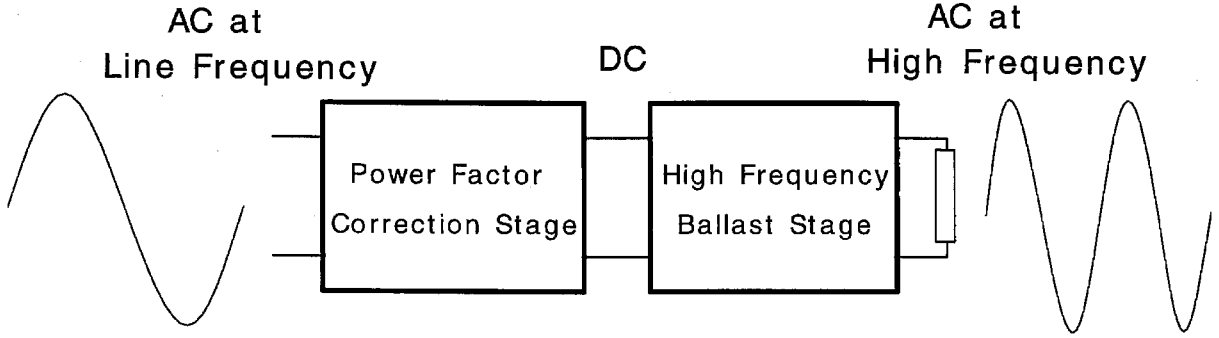 AC at
Line Frequency
DC
AC at
High Frequency
Power Factor
Correction Stage
High Frequency
Ballast Stage